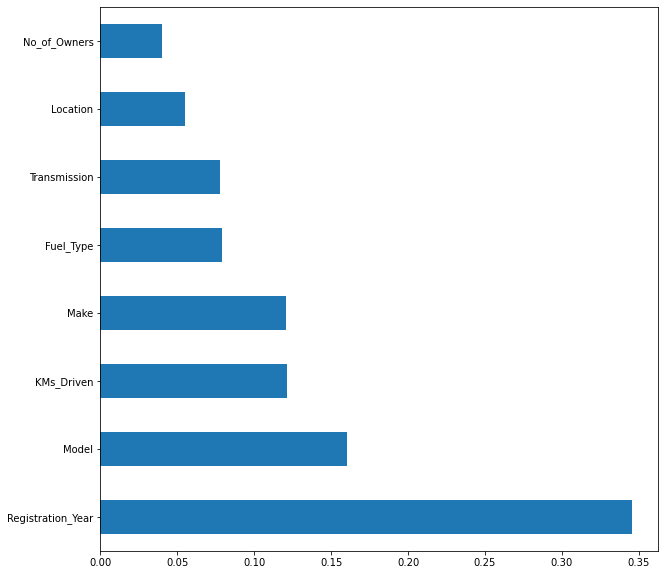 No_of_Owners
Location
Transmission
Fuel_Type
Make
KMs_Driven
Model
Registration_Year
0.00 0.05 0.10 0.15 0.20 0.25 0.30 0.35